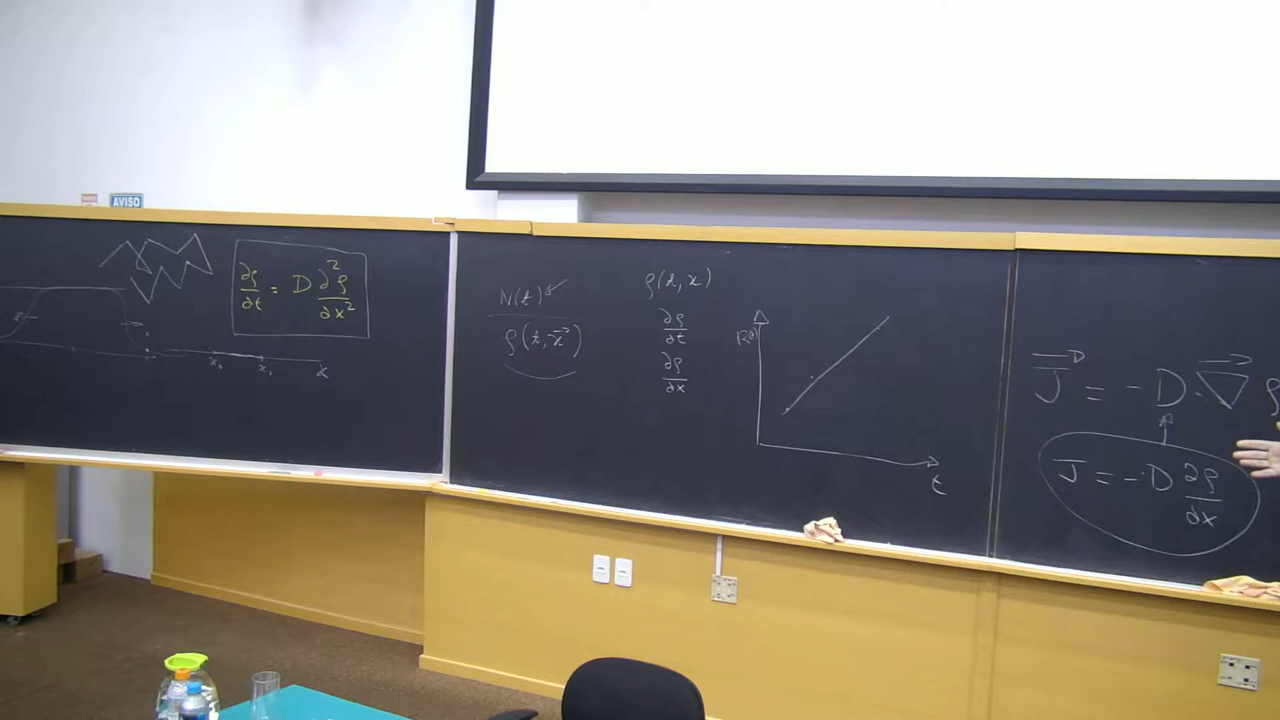 AVISO
∂ρ/∂t = D ∂²ρ/∂x²
x₀ x₁ x
N(t)
ρ(t, x⃗)
ρ(t, x)
∂ρ/∂t
∂ρ/∂x
t
J⃗ = -D · ∇⃗ ρ
J = -D ∂ρ/∂x